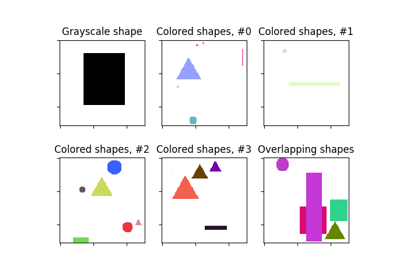 Grayscale shape
Colored shapes, #0
Colored shapes, #1
Colored shapes, #2
Colored shapes, #3
Overlapping shapes